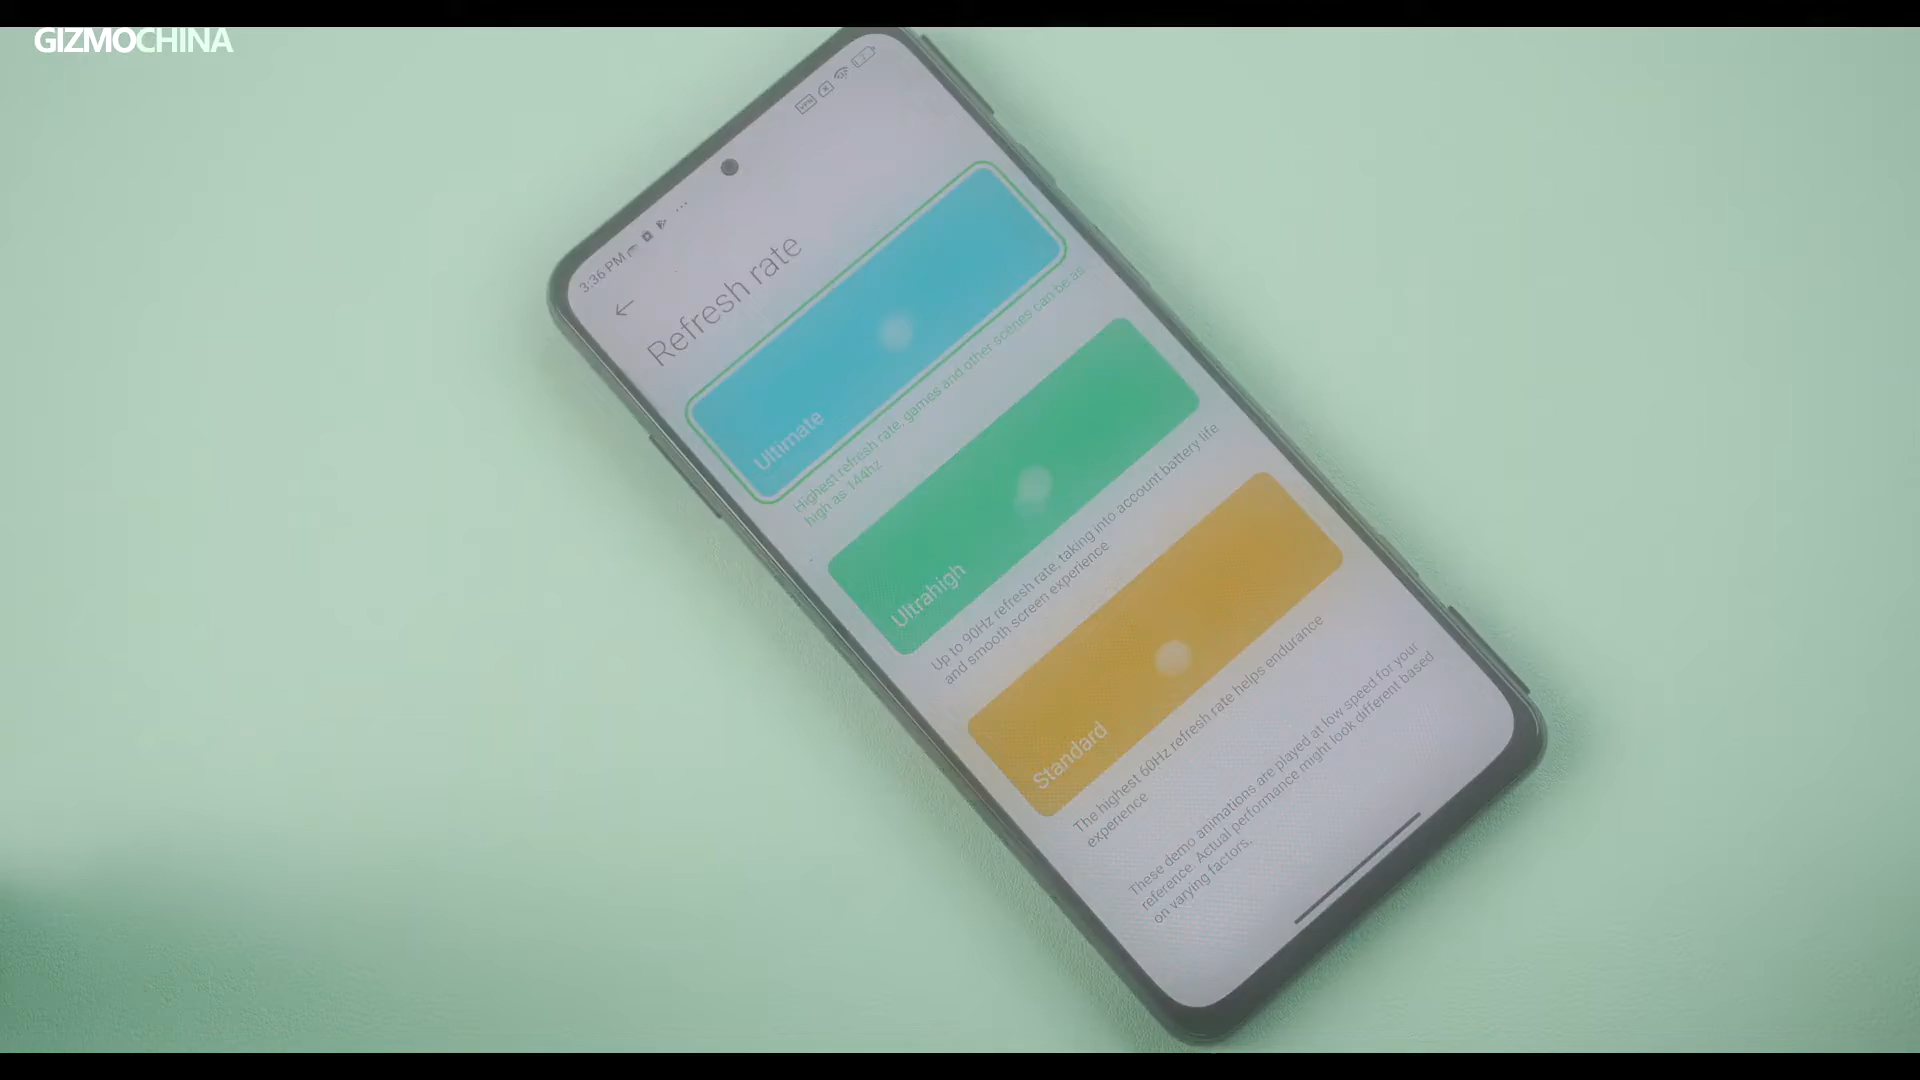 GIZMOCHINA
3:36 PM
VPN
Refresh rate
Ultimate
Highest refresh rate, games and other scenes can be as
high as 144hz
Ultrahigh
Up to 90Hz refresh rate, taking into account battery life
and smooth screen experience
Standard
The highest 60Hz refresh rate helps endurance
experience
These demo animations are played at low speed for your
reference. Actual performance might look different based
on varying factors,